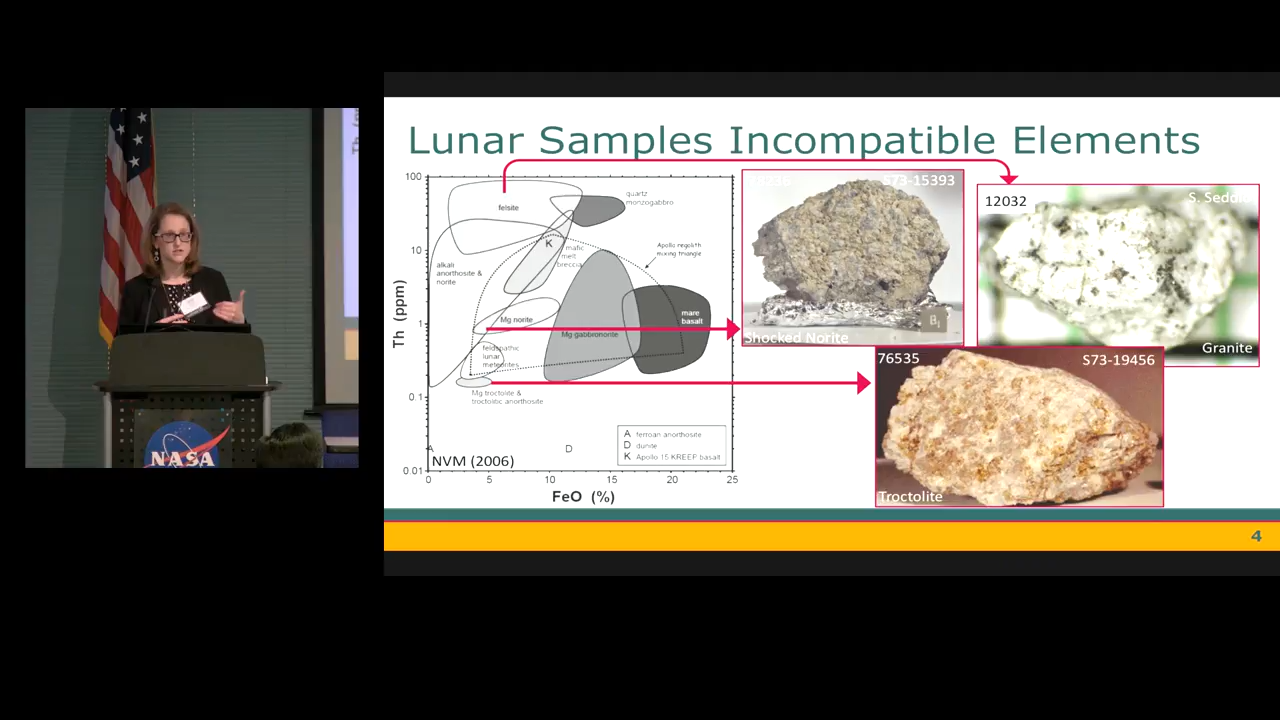 Lunar Samples Incompatible Elements
100
10
1
0.1
0.01
Th (ppm)
felsite
quartz
monzogabbro
K
mafic
melt
breccia
Apollo regolith
mixing triangle
alkali
anorthosite &
norite
Mg norite
mare
basalt
Mg gabbronorite
feldspathic
lunar
meteorites
Mg troctolite &
troctolitic anorthosite
A ferroan anorthosite
D dunite
K Apollo 15 KREEP basalt
A
D
NVM (2006)
0 5 10 15 20 25
FeO (%)
S73-15393
Shocked Norite
12032
Granite
76535
S73-19456
Troctolite
4
NASA